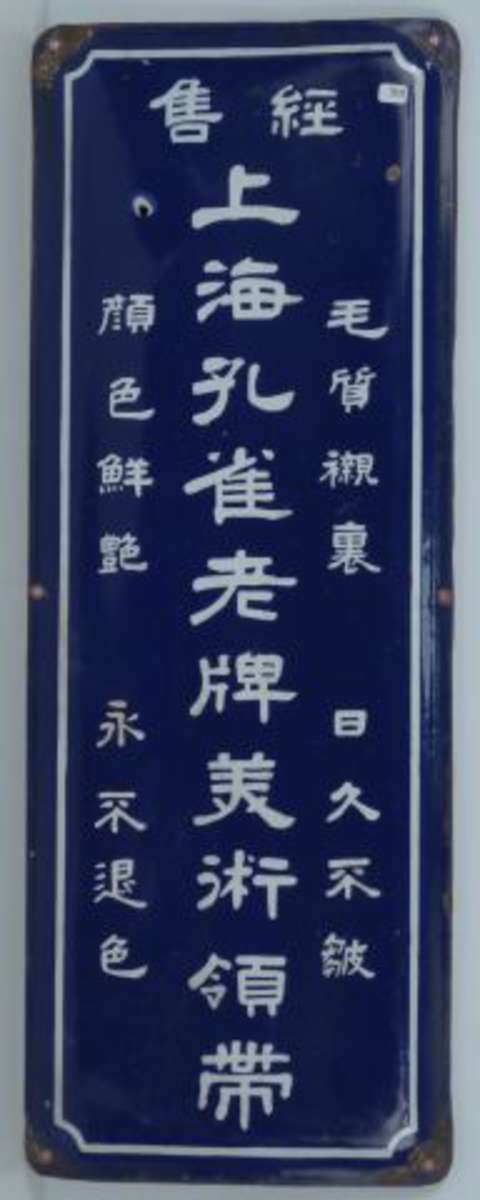 經售
毛質襯裏 日久不皺
上海孔雀老牌美術領帶
顔色鮮艷 永不退色